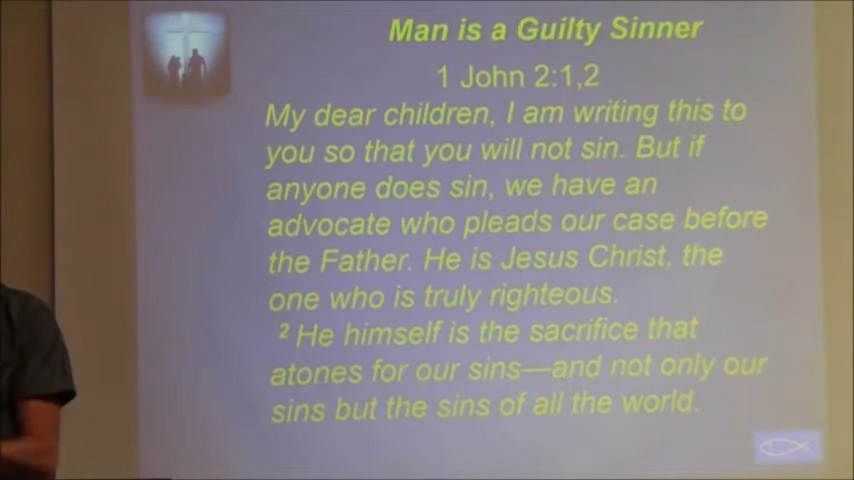 Man is a Guilty Sinner
1 John 2:1,2
My dear children, I am writing this to
you so that you will not sin. But if
anyone does sin, we have an
advocate who pleads our case before
the Father. He is Jesus Christ, the
one who is truly righteous.
² He himself is the sacrifice that
atones for our sins—and not only our
sins but the sins of all the world.